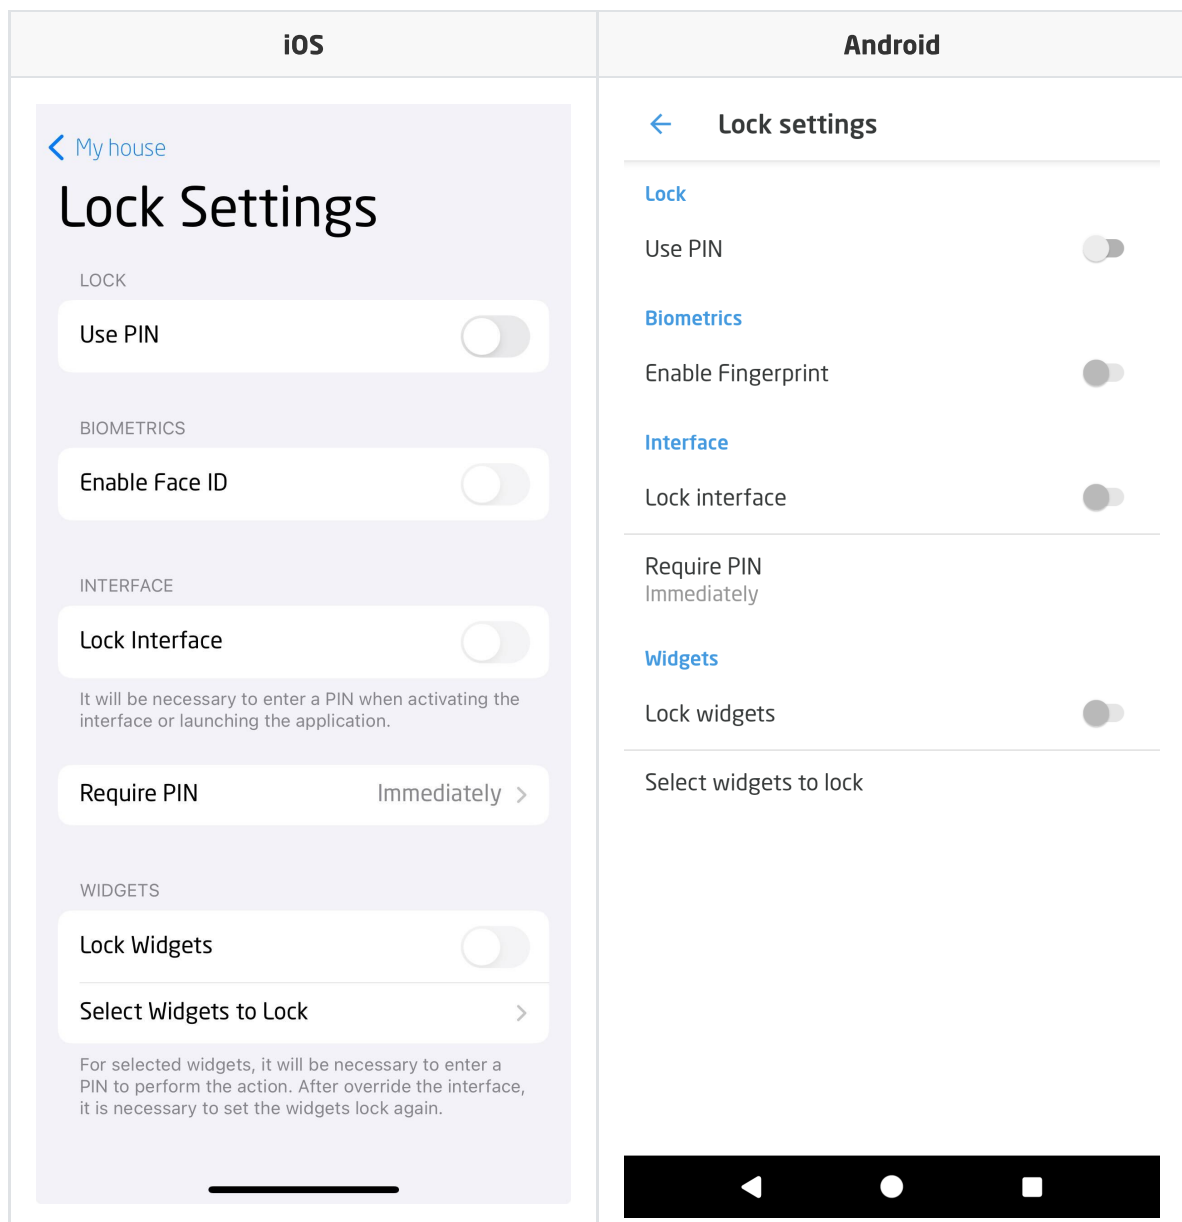 iOS
My house
Lock Settings
LOCK
Use PIN
BIOMETRICS
Enable Face ID
INTERFACE
Lock Interface
It will be necessary to enter a PIN when activating the
interface or launching the application.
Require PIN Immediately
WIDGETS
Lock Widgets
Select Widgets to Lock
For selected widgets, it will be necessary to enter a
PIN to perform the action. After override the interface,
it is necessary to set the widgets lock again.
Android
Lock settings
Lock
Use PIN
Biometrics
Enable Fingerprint
Interface
Lock interface
Require PIN
Immediately
Widgets
Lock widgets
Select widgets to lock